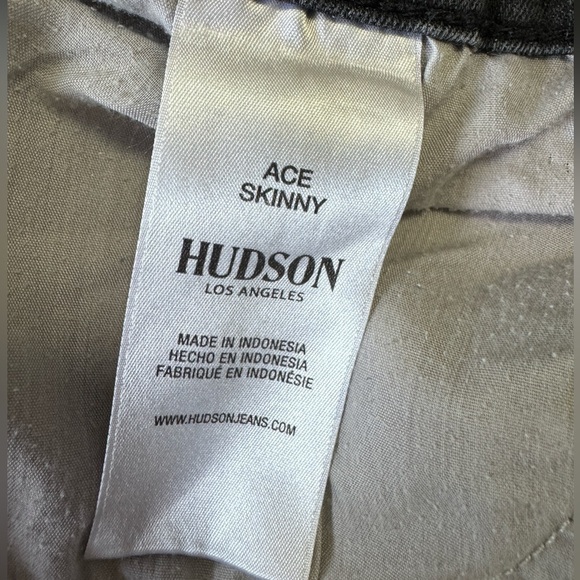 ACE
SKINNY
HUDSON
LOS ANGELES
MADE IN INDONESIA
HECHO EN INDONESIA
FABRIQUÉ EN INDONÉSIE
WWW.HUDSONJEANS.COM